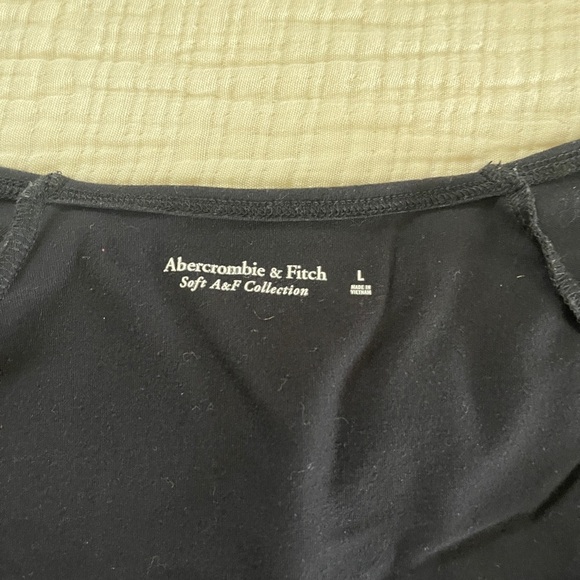 Abercrombie & Fitch
Soft A&F Collection
L
MADE IN
VIETNAM